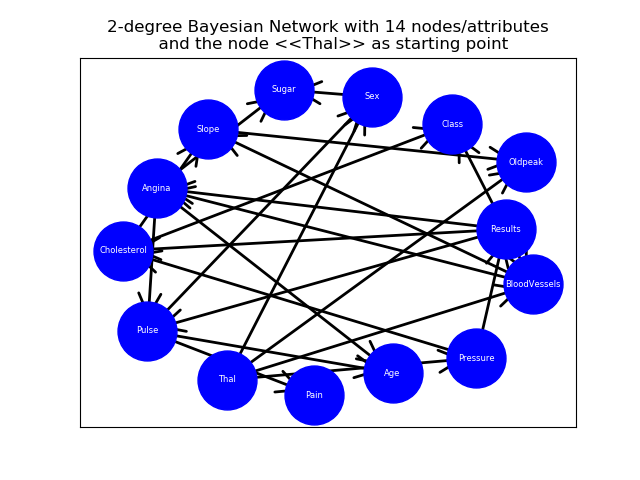 2-degree Bayesian Network with 14 nodes/attributes
and the node <<Thal>> as starting point
Sugar
Sex
Class
Slope
Oldpeak
Angina
Results
Cholesterol
BloodVessels
Pulse
Pressure
Age
Thal
Pain